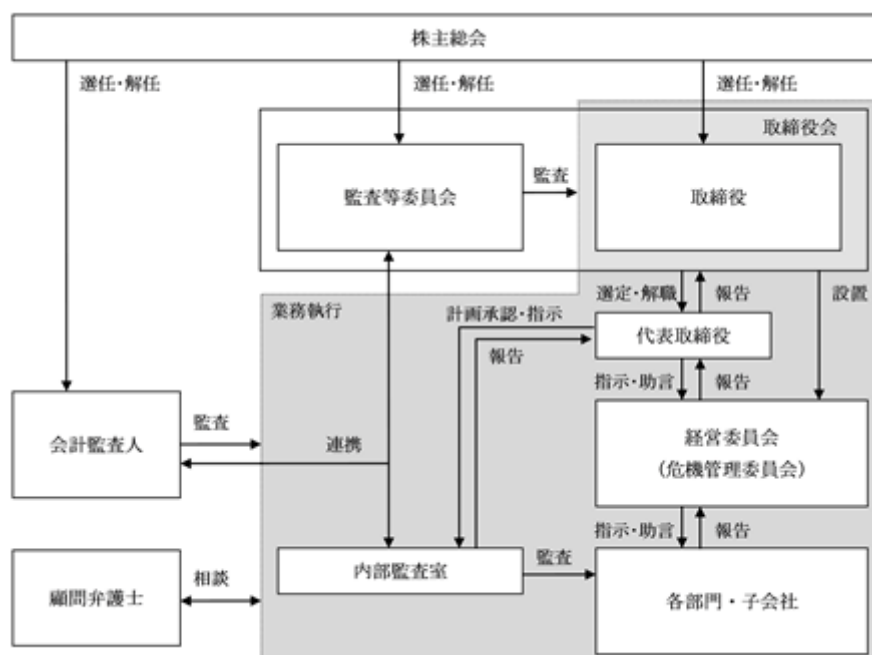 株主総会
選任・解任
選任・解任
選任・解任
取締役会
監査等委員会
監査
取締役
業務執行
選定・解職
報告
設置
計画承認・指示
代表取締役
報告
指示・助言
報告
会計監査人
監査
連携
経営委員会
(危機管理委員会)
指示・助言
報告
顧問弁護士
相談
内部監査室
監査
各部門・子会社